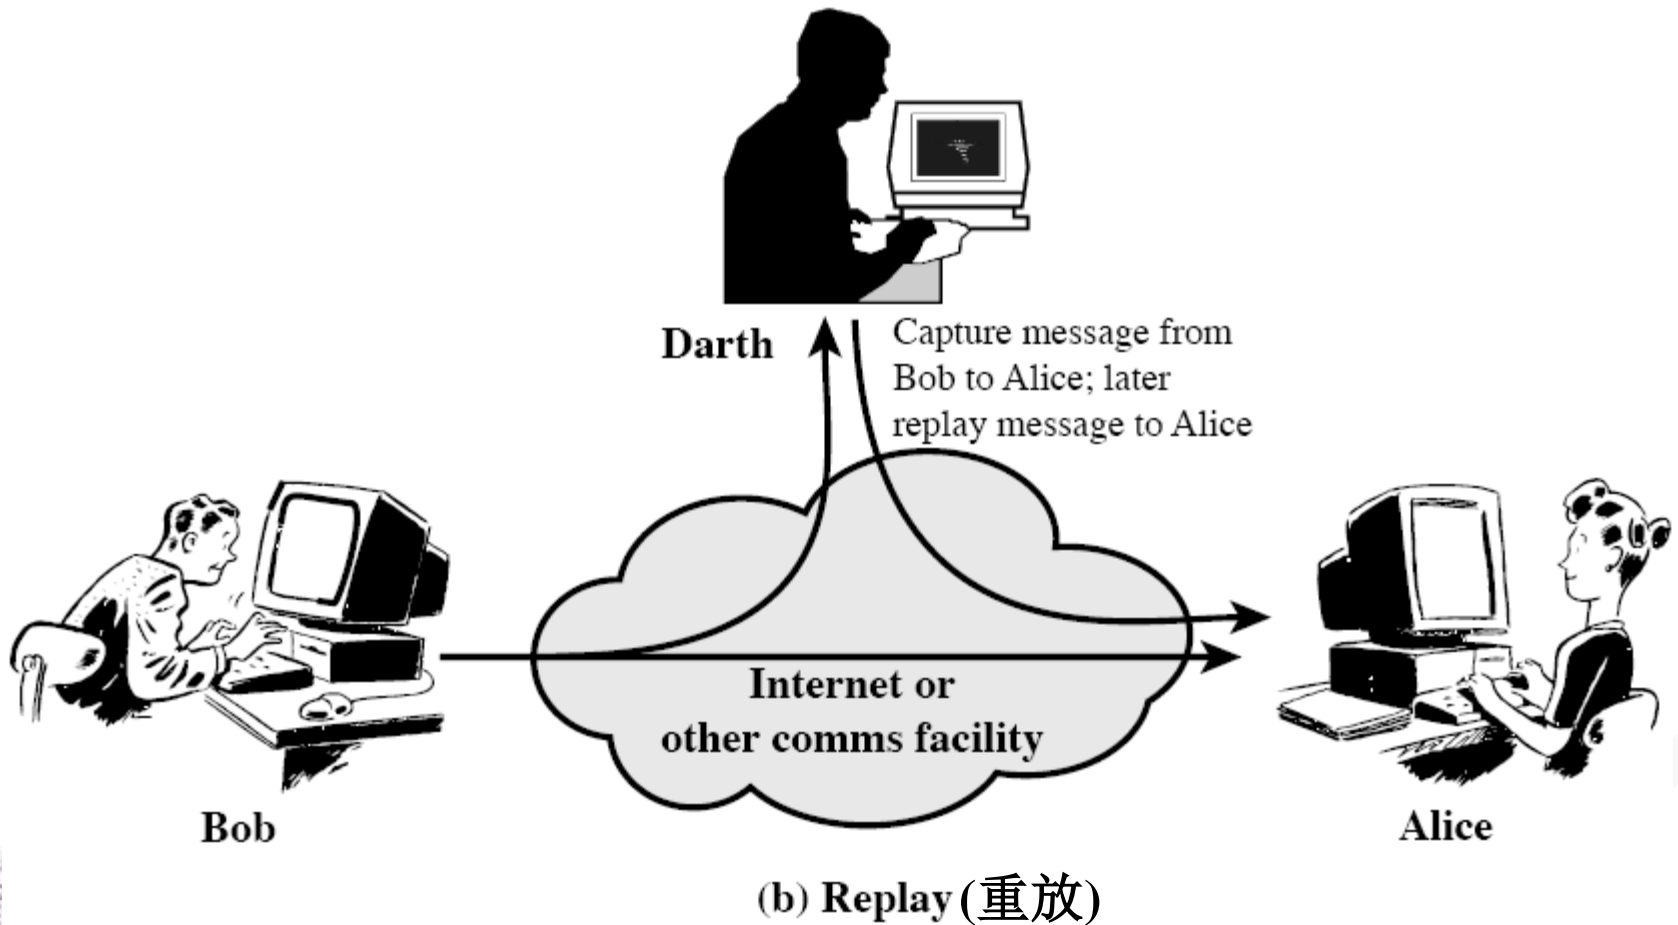 Darth
Capture message from
Bob to Alice; later
replay message to Alice
Internet or
other comms facility
Bob
Alice
(b) Replay (重放)